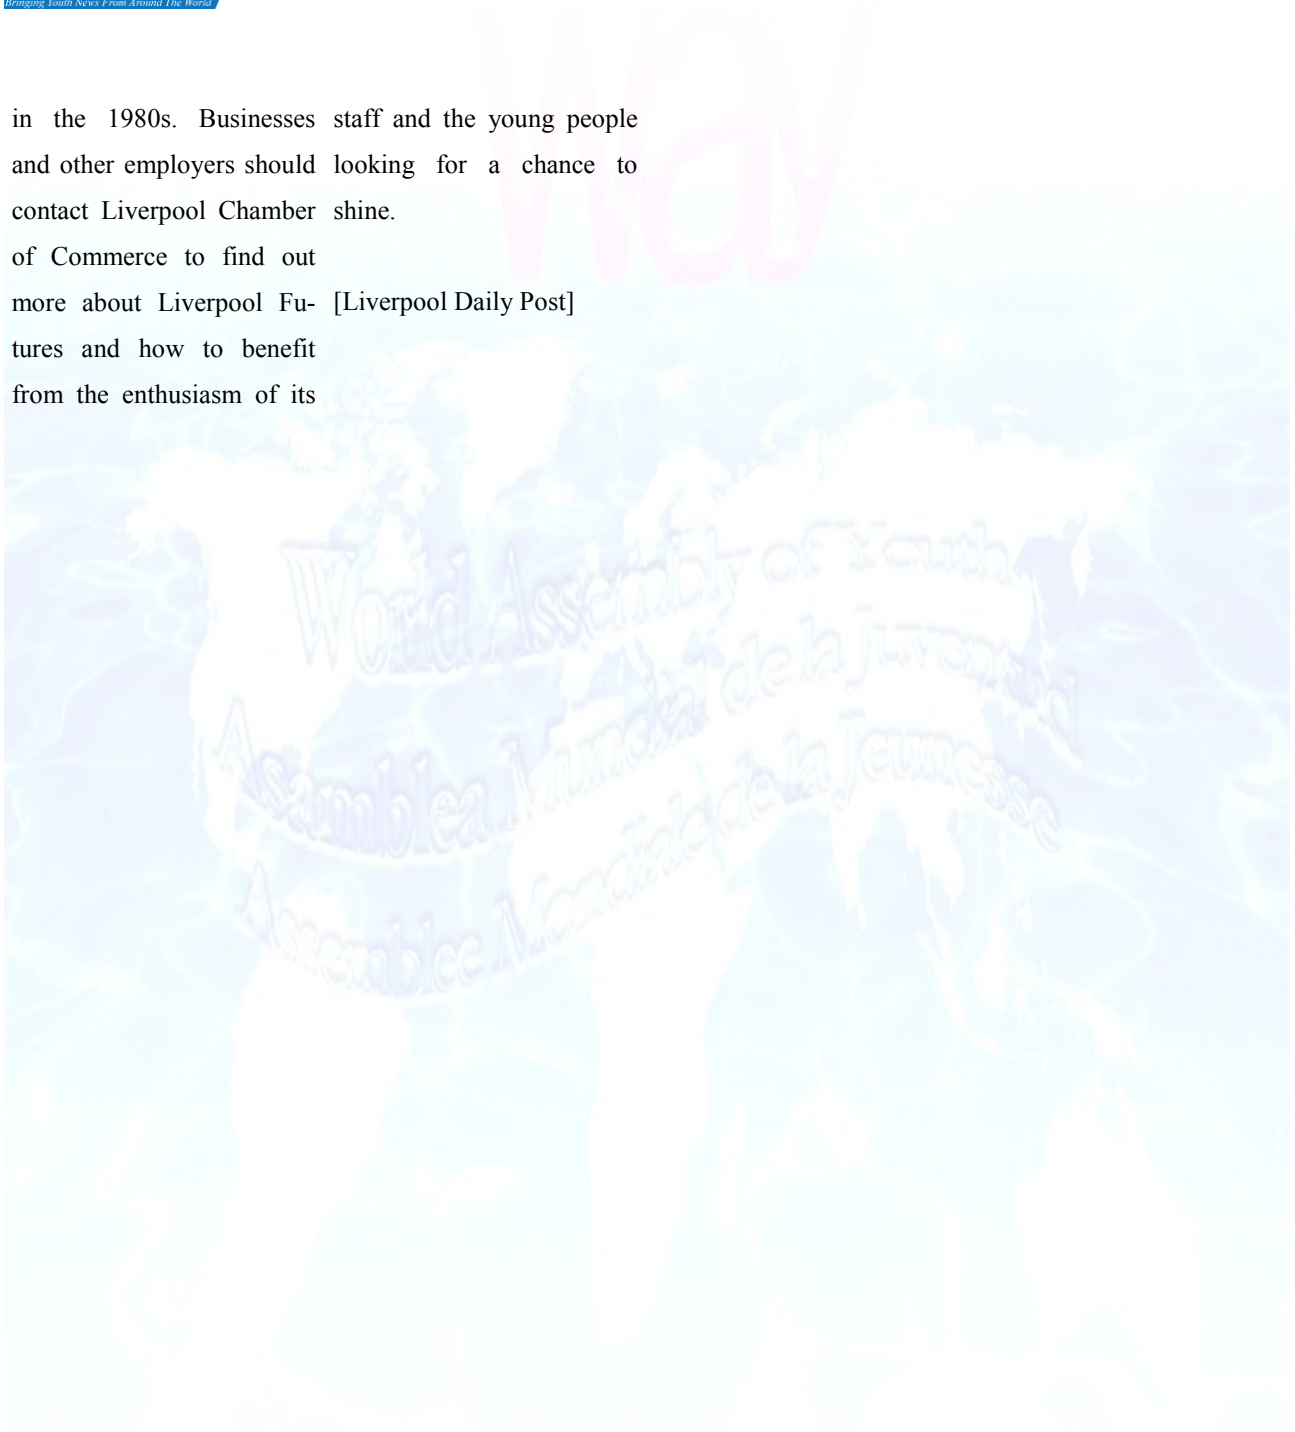 Bringing Youth News From Around The World
way
in the 1980s. Businesses
and other employers should
contact Liverpool Chamber
of Commerce to find out
more about Liverpool Fu-
tures and how to benefit
from the enthusiasm of its
staff and the young people
looking for a chance to
shine.
[Liverpool Daily Post]
World Assembly of Youth
Asamblea Mundial de la Juventud
Assemblee Mondiale de la Jeunesse